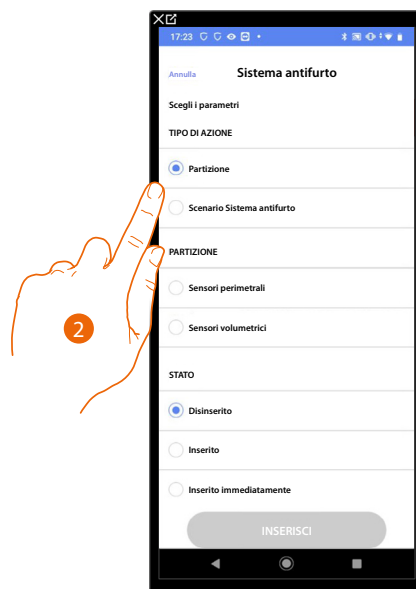 17:23
Annulla Sistema antifurto
Scegli i parametri
TIPO DI AZIONE
Partizione
Scenario Sistema antifurto
PARTIZIONE
Sensori perimetrali
Sensori volumetrici
2
STATO
Disinserito
Inserito
Inserito immediatamente
INSERISCI